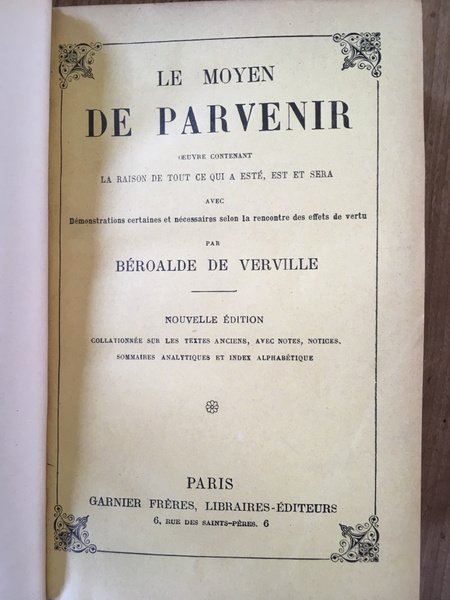 LE MOYEN
DE PARVENIR
ŒUVRE CONTENANT
LA RAISON DE TOUT CE QUI A ESTÉ, EST ET SERA
AVEC
Démonstrations certaines et nécessaires selon la rencontre des effets de vertu
PAR
BÉROALDE DE VERVILLE
NOUVELLE ÉDITION
COLLATIONNÉE SUR LES TEXTES ANCIENS, AVEC NOTES, NOTICES,
SOMMAIRES ANALYTIQUES ET INDEX ALPHABÉTIQUE
PARIS
GARNIER FRÈRES, LIBRAIRES-ÉDITEURS
6, RUE DES SAINTS-PÈRES, 6